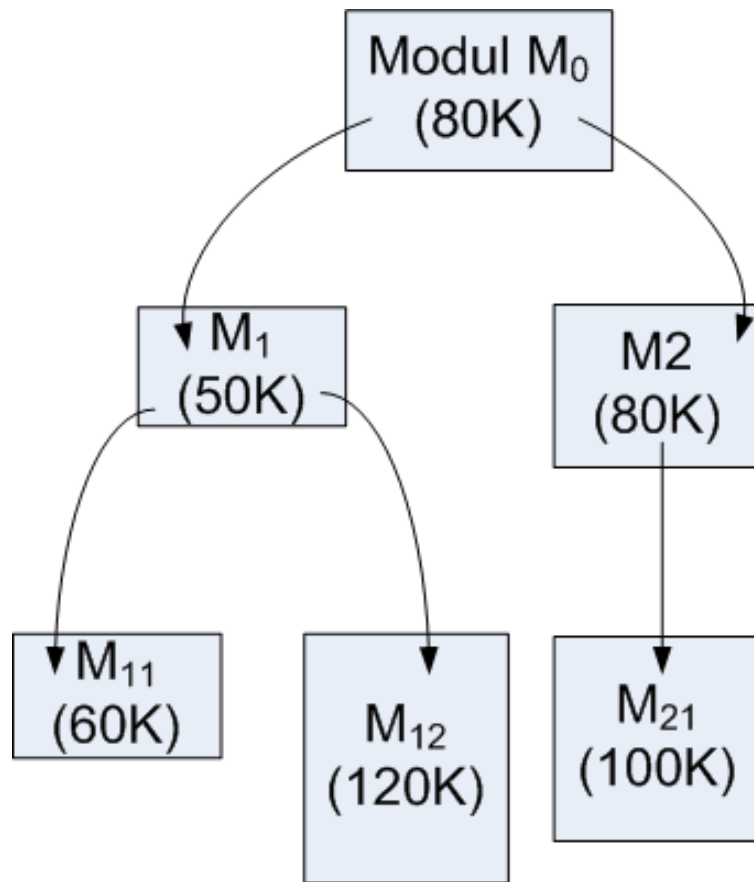 Modul M₀
(80K)
M₁
(50K)
M2
(80K)
M₁₁
(60K)
M₁₂
(120K)
M₂₁
(100K)